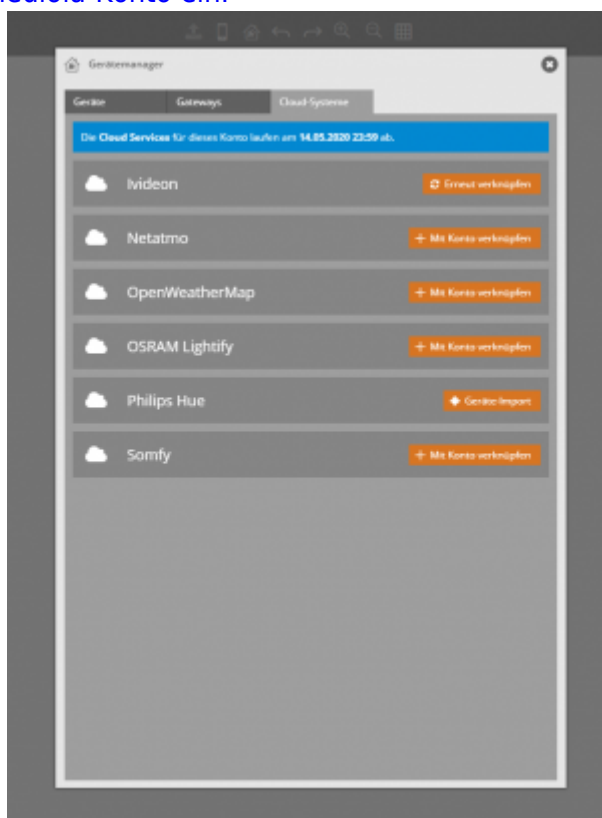 Gerätemanager
Geräte Gateways Cloud-Systeme
Die Cloud Services für dieses Konto laufen am 14.05.2020 23:59 ab.
Ivideon Erneut verknüpfen
Netatmo Mit Konto verknüpfen
OpenWeatherMap Mit Konto verknüpfen
OSRAM Lightify Mit Konto verknüpfen
Philips Hue Geräte-Import
Somfy Mit Konto verknüpfen